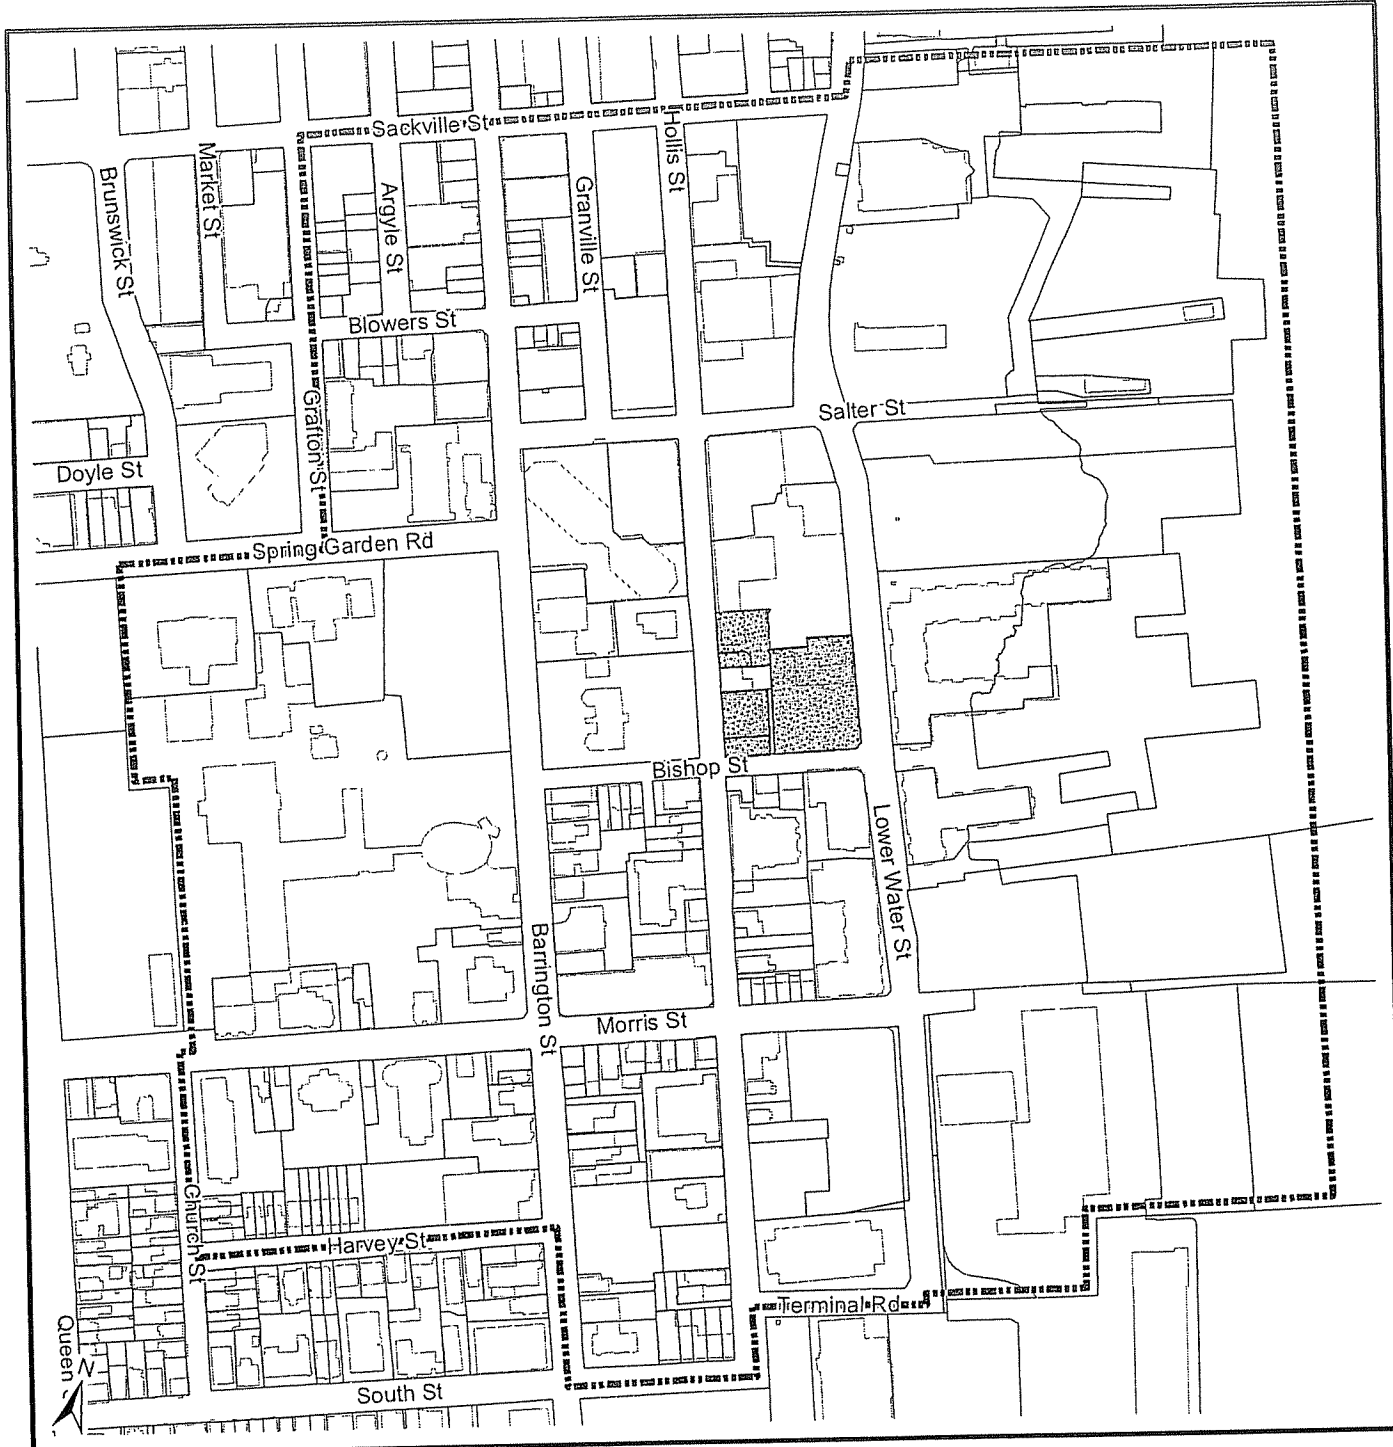 Sackville St
Hollis St
Market St
Brunswick St
Argyle St
Granville St
Blowers St
Salter St
Grafton St
Doyle St
Spring Garden Rd
Bishop St
Lower Water St
Barrington St
Morris St
Church St
Harvey St
Terminal Rd
Queen
N
South St